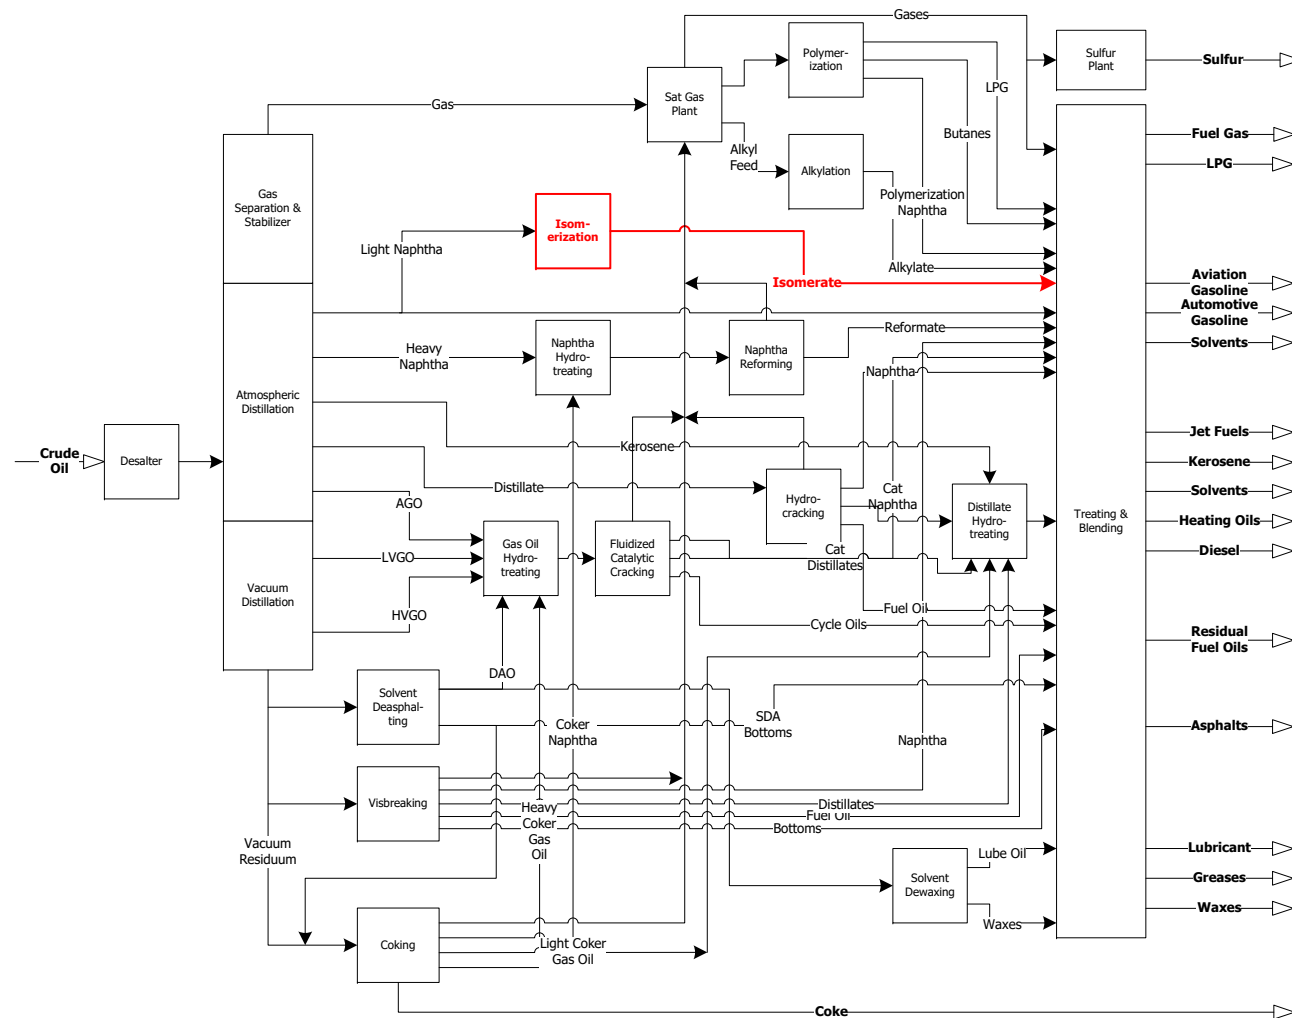 Gases
Polymer-
ization
Sulfur
Plant
Sulfur
LPG
Gas
Sat Gas
Plant
Butanes
Fuel Gas
LPG
Alkyl
Feed
Alkylation
Polymerization
Naphtha
Gas
Separation &
Stabilizer
Isom-
erization
Light Naphtha
Alkylate
Isomerate
Aviation
Gasoline
Automotive
Gasoline
Solvents
Heavy
Naphtha
Naphtha
Hydro-
treating
Naphtha
Reforming
Reformate
Naphtha
Atmospheric
Distillation
Crude
Oil
Desalter
Kerosene
Distillate
Hydro-
cracking
Cat
Naphtha
Distillate
Hydro-
treating
Treating &
Blending
Jet Fuels
Kerosene
Solvents
Heating Oils
Diesel
AGO
LVGO
HVGO
Gas Oil
Hydro-
treating
Fluidized
Catalytic
Cracking
Cat
Distillates
Vacuum
Distillation
Fuel Oil
Cycle Oils
Residual
Fuel Oils
DAO
Solvent
Deasphal-
ting
Coker
Naphtha
SDA
Bottoms
Naphtha
Asphalts
Visbreaking
Distillates
Fuel Oil
Bottoms
Heavy
Coker
Gas
Oil
Vacuum
Residuum
Solvent
Dewaxing
Lube Oil
Waxes
Lubricant
Greases
Waxes
Coking
Light Coker
Gas Oil
Coke